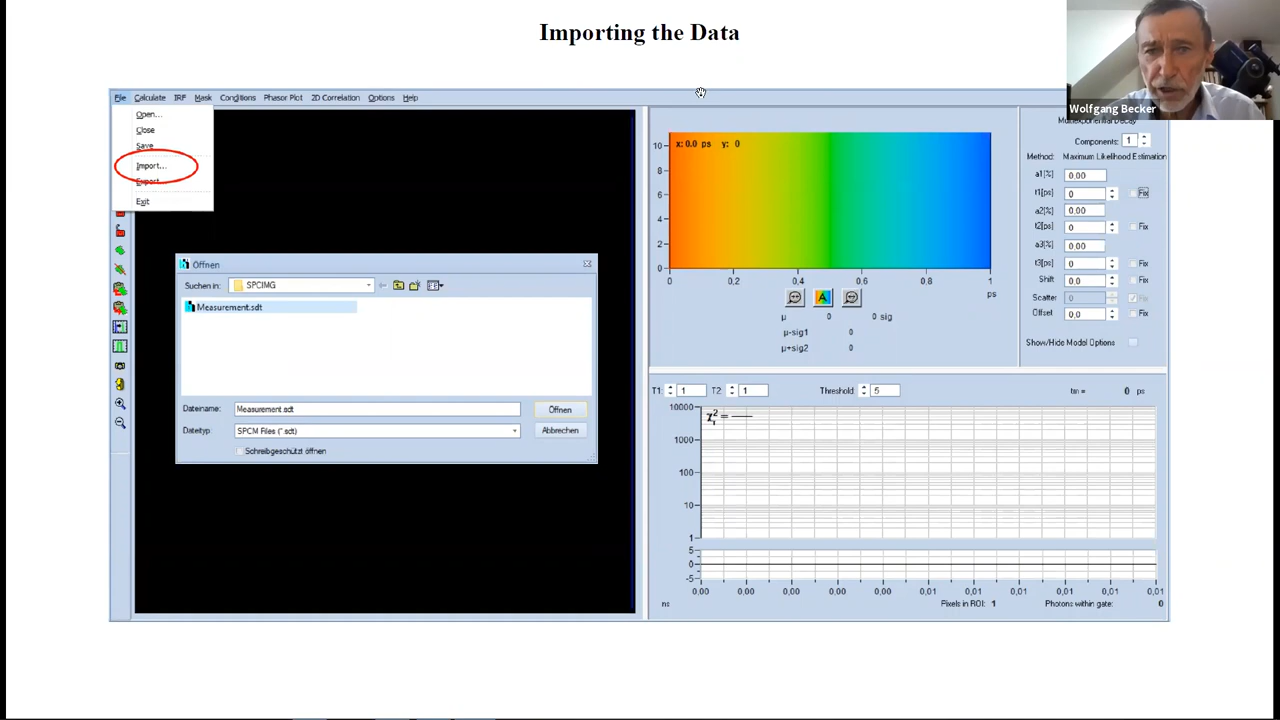 Importing the Data
Wolfgang Becker
File Calculate IRF Mask Conditions Phasor Plot 2D Correlation Options Help
Open...
Close
Save
Import...
Export...
Exit
Öffnen
Suchen in: SPCIMG
Measurement.sdt
Dateiname: Measurement.sdt Öffnen
Dateityp: SPCM Files (*.sdt) Abbrechen
Schreibgeschützt öffnen
x: 0.0 ps y: 0
10
8
6
4
2
0
0 0,2 0,4 0,6 0,8 1
ps
A
μ 0 0 sig
μ-sig1 0
μ+sig2 0
Multiexponential Decay
Components: 1
Method: Maximum Likelihood Estimation
a1[%] 0,00
t1[ps] 0 Fix
a2[%] 0,00
t2[ps] 0 Fix
a3[%] 0,00
t3[ps] 0 Fix
Shift 0,0 Fix
Scatter 0 Fix
Offset 0,0 Fix
Show/Hide Model Options
T1: 1 T2: 1 Threshold 5 tm = 0 ps
χr² =
10000
1000
100
10
1
5
0
-5
0,00 0,00 0,00 0,00 0,00 0,01 0,01 0,01 0,01 0,01 0,01
ns Pixels in ROI: 1 Photons within gate: 0